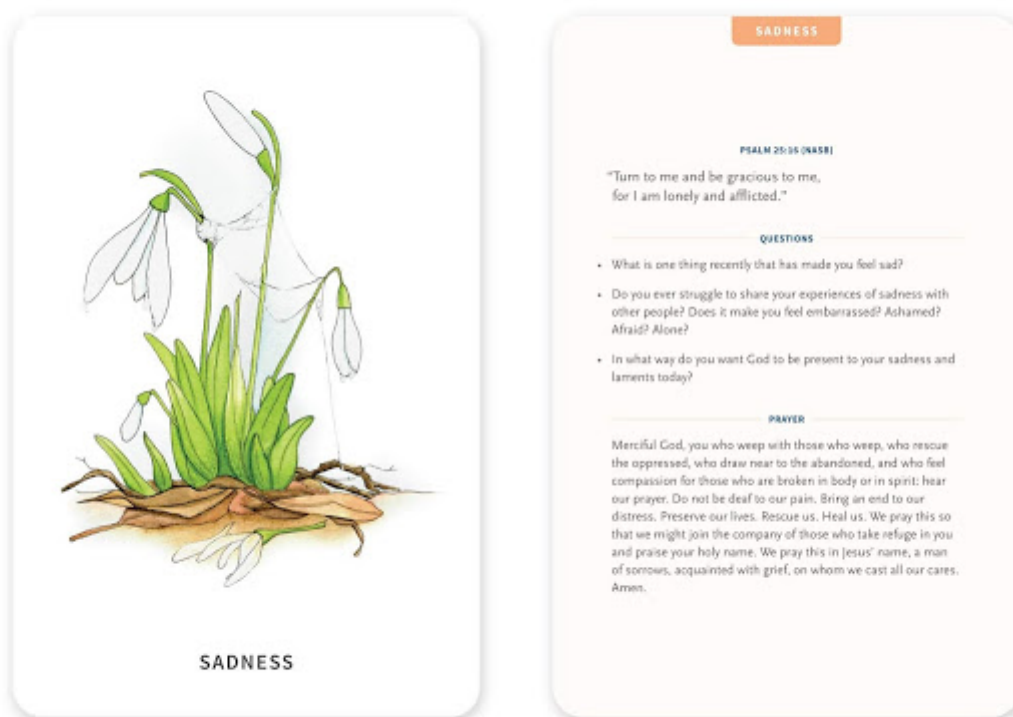 SADNESS
SADNESS
PSALM 25:16 (NASB)
“Turn to me and be gracious to me,
for I am lonely and afflicted.”
QUESTIONS
• What is one thing recently that has made you feel sad?
• Do you ever struggle to share your experiences of sadness with
other people? Does it make you feel embarrassed? Ashamed?
Afraid? Alone?
• In what way do you want God to be present to your sadness and
laments today?
PRAYER
Merciful God, you who weep with those who weep, who rescue
the oppressed, who draw near to the abandoned, and who feel
compassion for those who are broken in body or in spirit: hear
our prayer. Do not be deaf to our pain. Bring an end to our
distress. Preserve our lives. Rescue us. Heal us. We pray this so
that we might join the company of those who take refuge in you
and praise your holy name. We pray this in Jesus’ name, a man
of sorrows, acquainted with grief, on whom we cast all our cares.
Amen.